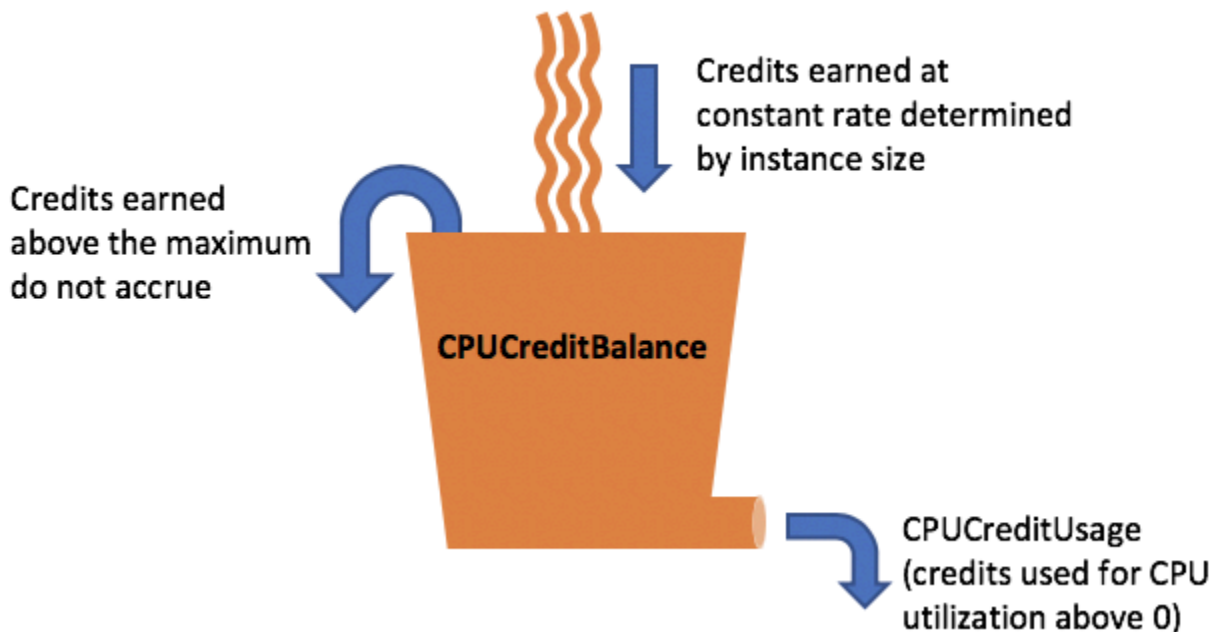 Credits earned at
constant rate determined
by instance size
Credits earned
above the maximum
do not accrue
CPUCreditBalance
CPUCreditUsage
(credits used for CPU
utilization above 0)